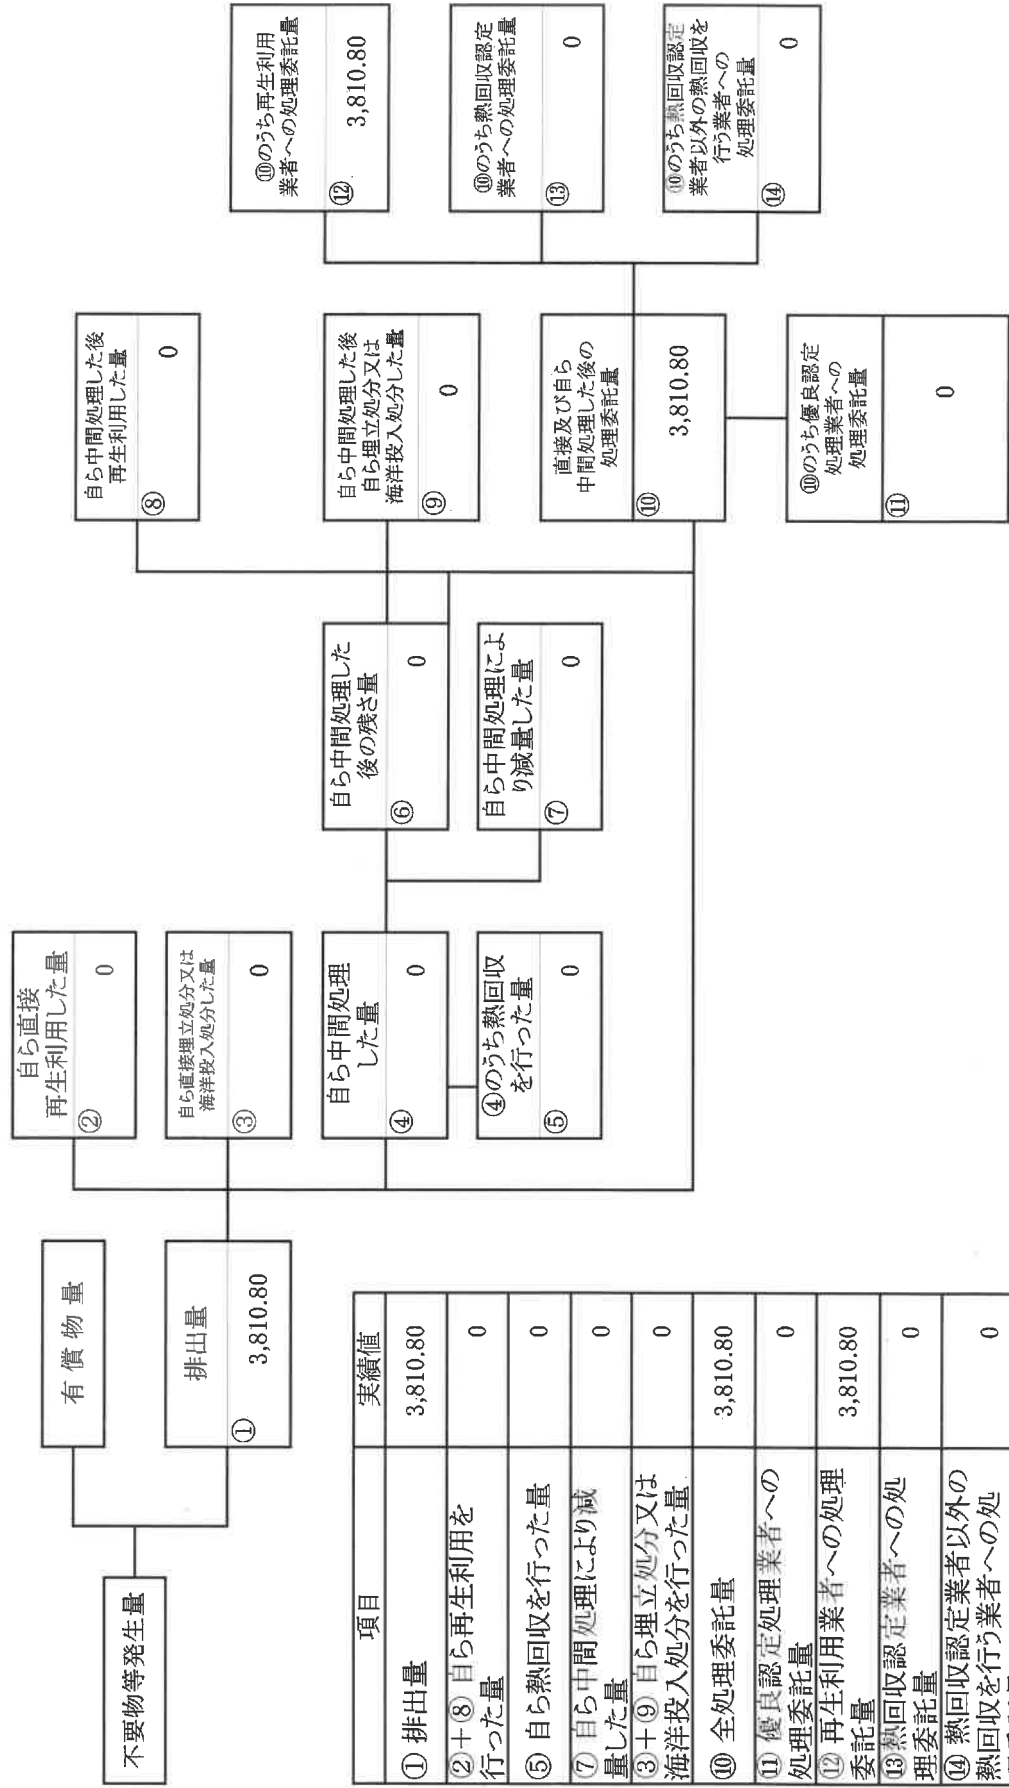 不要物等発生量
有償物量
排出量
① 3,810.80
自ら直接
再生利用した量
② 0
自ら直接埋立処分又は
海洋投入処分した量
③ 0
自ら中間処理
した量
④ 0
④のうち熱回収
を行った量
⑤ 0
自ら中間処理した
後の残さ量
⑥ 0
自ら中間処理によ
り減量した量
⑦ 0
自ら中間処理した後
再生利用した量
⑧ 0
自ら中間処理した後
自ら埋立処分又は
海洋投入処分した量
⑨ 0
直接及び自ら
中間処理した後の
処理委託量
⑩ 3,810.80
⑩のうち優良認定
処理業者への
処理委託量
⑪ 0
⑩のうち再生利用
業者への処理委託量
⑫ 3,810.80
⑩のうち熱回収認定
業者への処理委託量
⑬ 0
⑩のうち熱回収認定
業者以外の熱回収を
行う業者への
処理委託量
⑭ 0
項目 実績値
① 排出量 3,810.80
②+⑧ 自ら再生利用を
行った量 0
⑤ 自ら熱回収を行った量 0
⑦ 自ら中間処理により減
量した量 0
③+⑨ 自ら埋立処分又は
海洋投入処分を行った量 0
⑩ 全処理委託量 3,810.80
⑪ 優良認定処理業者への
処理委託量 0
⑫ 再生利用業者への処理
委託量 3,810.80
⑬熱回収認定業者への処
理委託量 0
⑭ 熱回収認定業者以外の
熱回収を行う業者への処 0